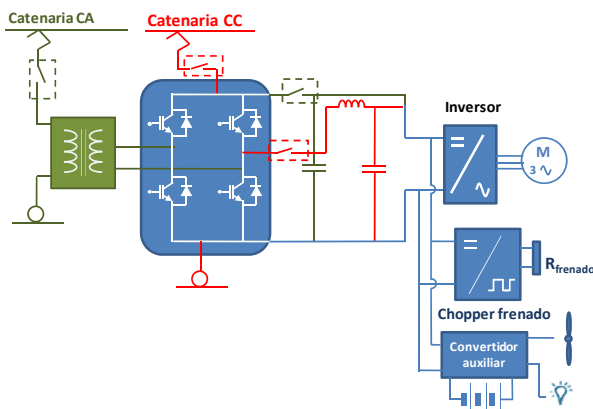 Catenaria CA
Catenaria CC
Inversor
M
3 ∿
R frenado
Chopper frenado
Convertidor
auxiliar